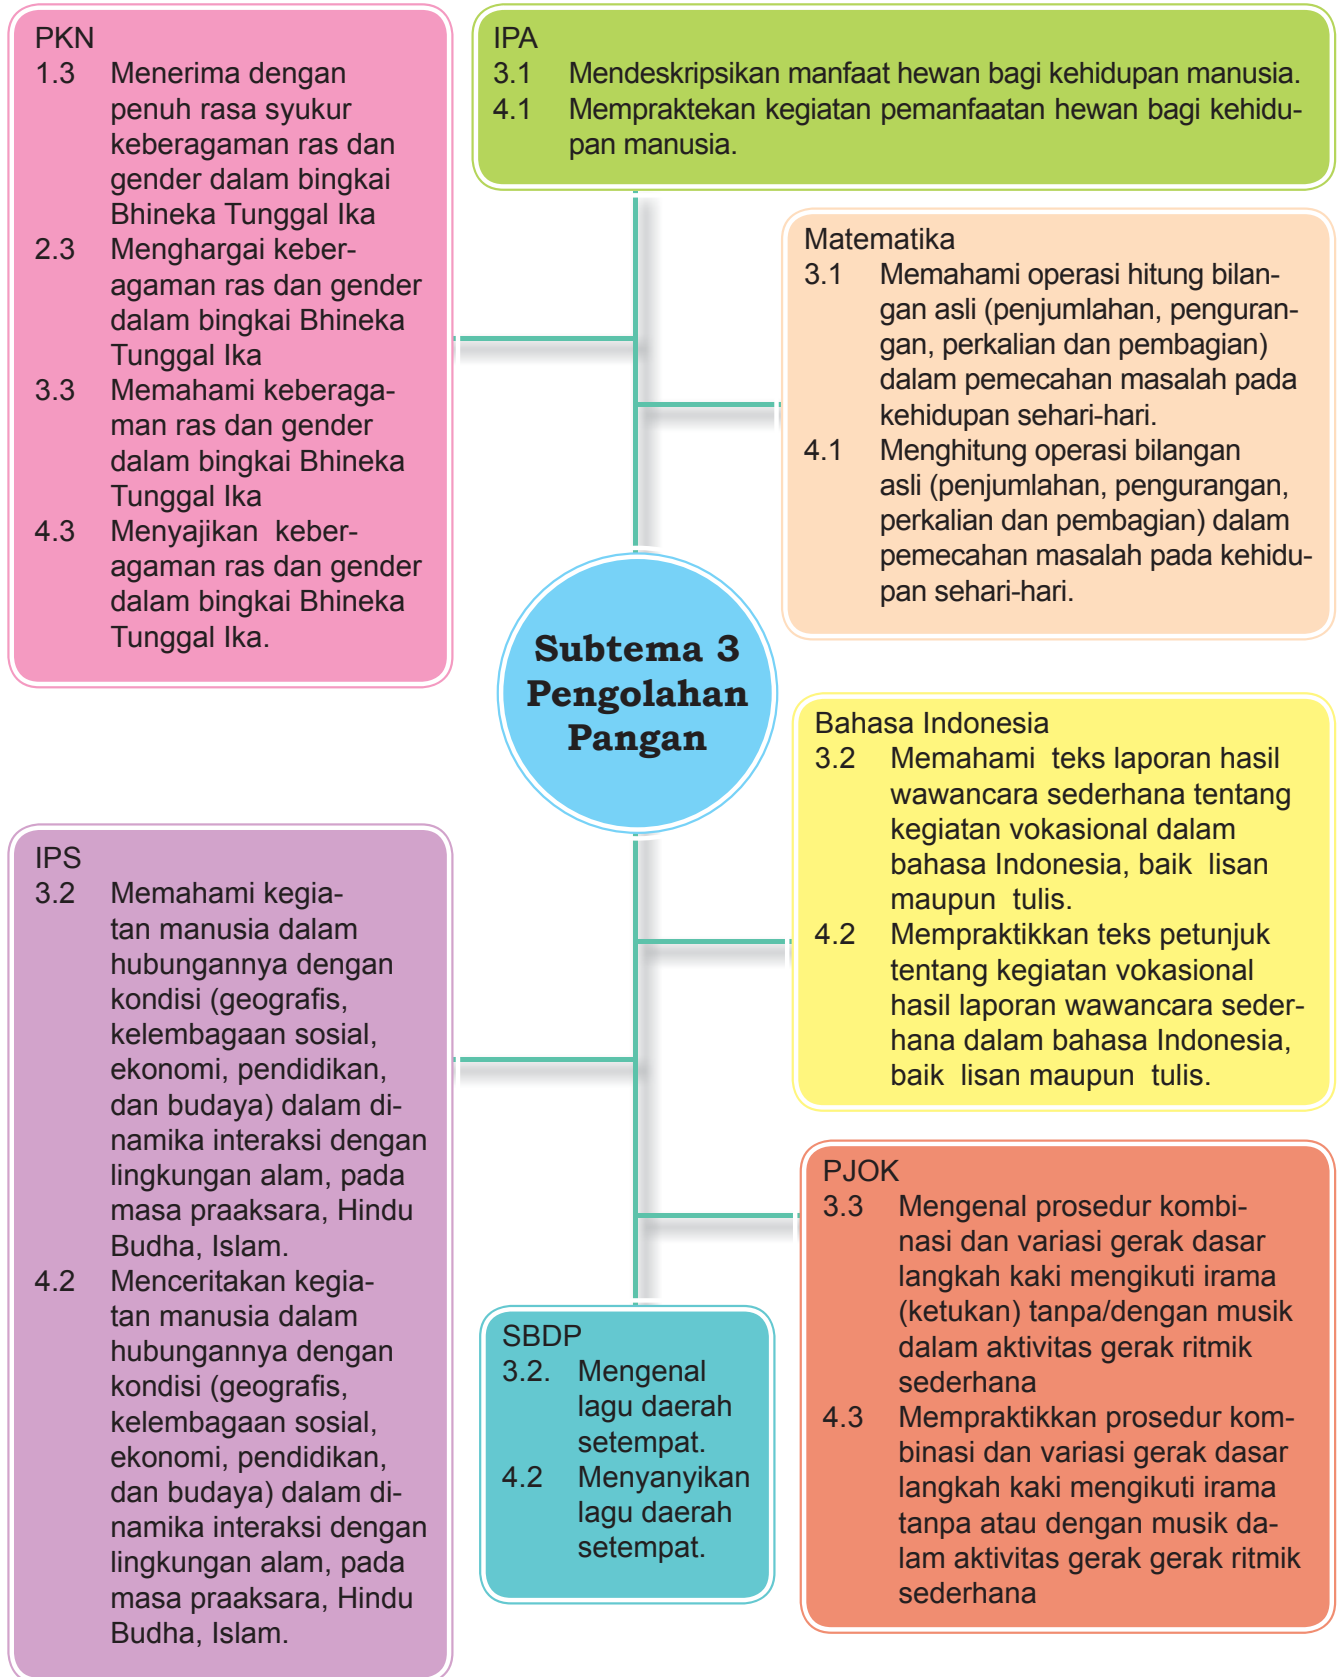 PKN
1.3 Menerima dengan
penuh rasa syukur
keberagaman ras dan
gender dalam bingkai
Bhineka Tunggal Ika
2.3 Menghargai keber-
agaman ras dan gender
dalam bingkai Bhineka
Tunggal Ika
3.3 Memahami keberaga-
man ras dan gender
dalam bingkai Bhineka
Tunggal Ika
4.3 Menyajikan keber-
agaman ras dan gender
dalam bingkai Bhineka
Tunggal Ika.
IPA
3.1 Mendeskripsikan manfaat hewan bagi kehidupan manusia.
4.1 Mempraktekan kegiatan pemanfaatan hewan bagi kehidu-
pan manusia.
Matematika
3.1 Memahami operasi hitung bilan-
gan asli (penjumlahan, penguran-
gan, perkalian dan pembagian)
dalam pemecahan masalah pada
kehidupan sehari-hari.
4.1 Menghitung operasi bilangan
asli (penjumlahan, pengurangan,
perkalian dan pembagian) dalam
pemecahan masalah pada kehidu-
pan sehari-hari.
Subtema 3
Pengolahan
Pangan
Bahasa Indonesia
3.2 Memahami teks laporan hasil
wawancara sederhana tentang
kegiatan vokasional dalam
bahasa Indonesia, baik lisan
maupun tulis.
4.2 Mempraktikkan teks petunjuk
tentang kegiatan vokasional
hasil laporan wawancara seder-
hana dalam bahasa Indonesia,
baik lisan maupun tulis.
IPS
3.2 Memahami kegia-
tan manusia dalam
hubungannya dengan
kondisi (geografis,
kelembagaan sosial,
ekonomi, pendidikan,
dan budaya) dalam di-
namika interaksi dengan
lingkungan alam, pada
masa praaksara, Hindu
Budha, Islam.
4.2 Menceritakan kegia-
tan manusia dalam
hubungannya dengan
kondisi (geografis,
kelembagaan sosial,
ekonomi, pendidikan,
dan budaya) dalam di-
namika interaksi dengan
lingkungan alam, pada
masa praaksara, Hindu
Budha, Islam.
SBDP
3.2. Mengenal
lagu daerah
setempat.
4.2 Menyanyikan
lagu daerah
setempat.
PJOK
3.3 Mengenal prosedur kombi-
nasi dan variasi gerak dasar
langkah kaki mengikuti irama
(ketukan) tanpa/dengan musik
dalam aktivitas gerak ritmik
sederhana
4.3 Mempraktikkan prosedur kom-
binasi dan variasi gerak dasar
langkah kaki mengikuti irama
tanpa atau dengan musik da-
lam aktivitas gerak gerak ritmik
sederhana